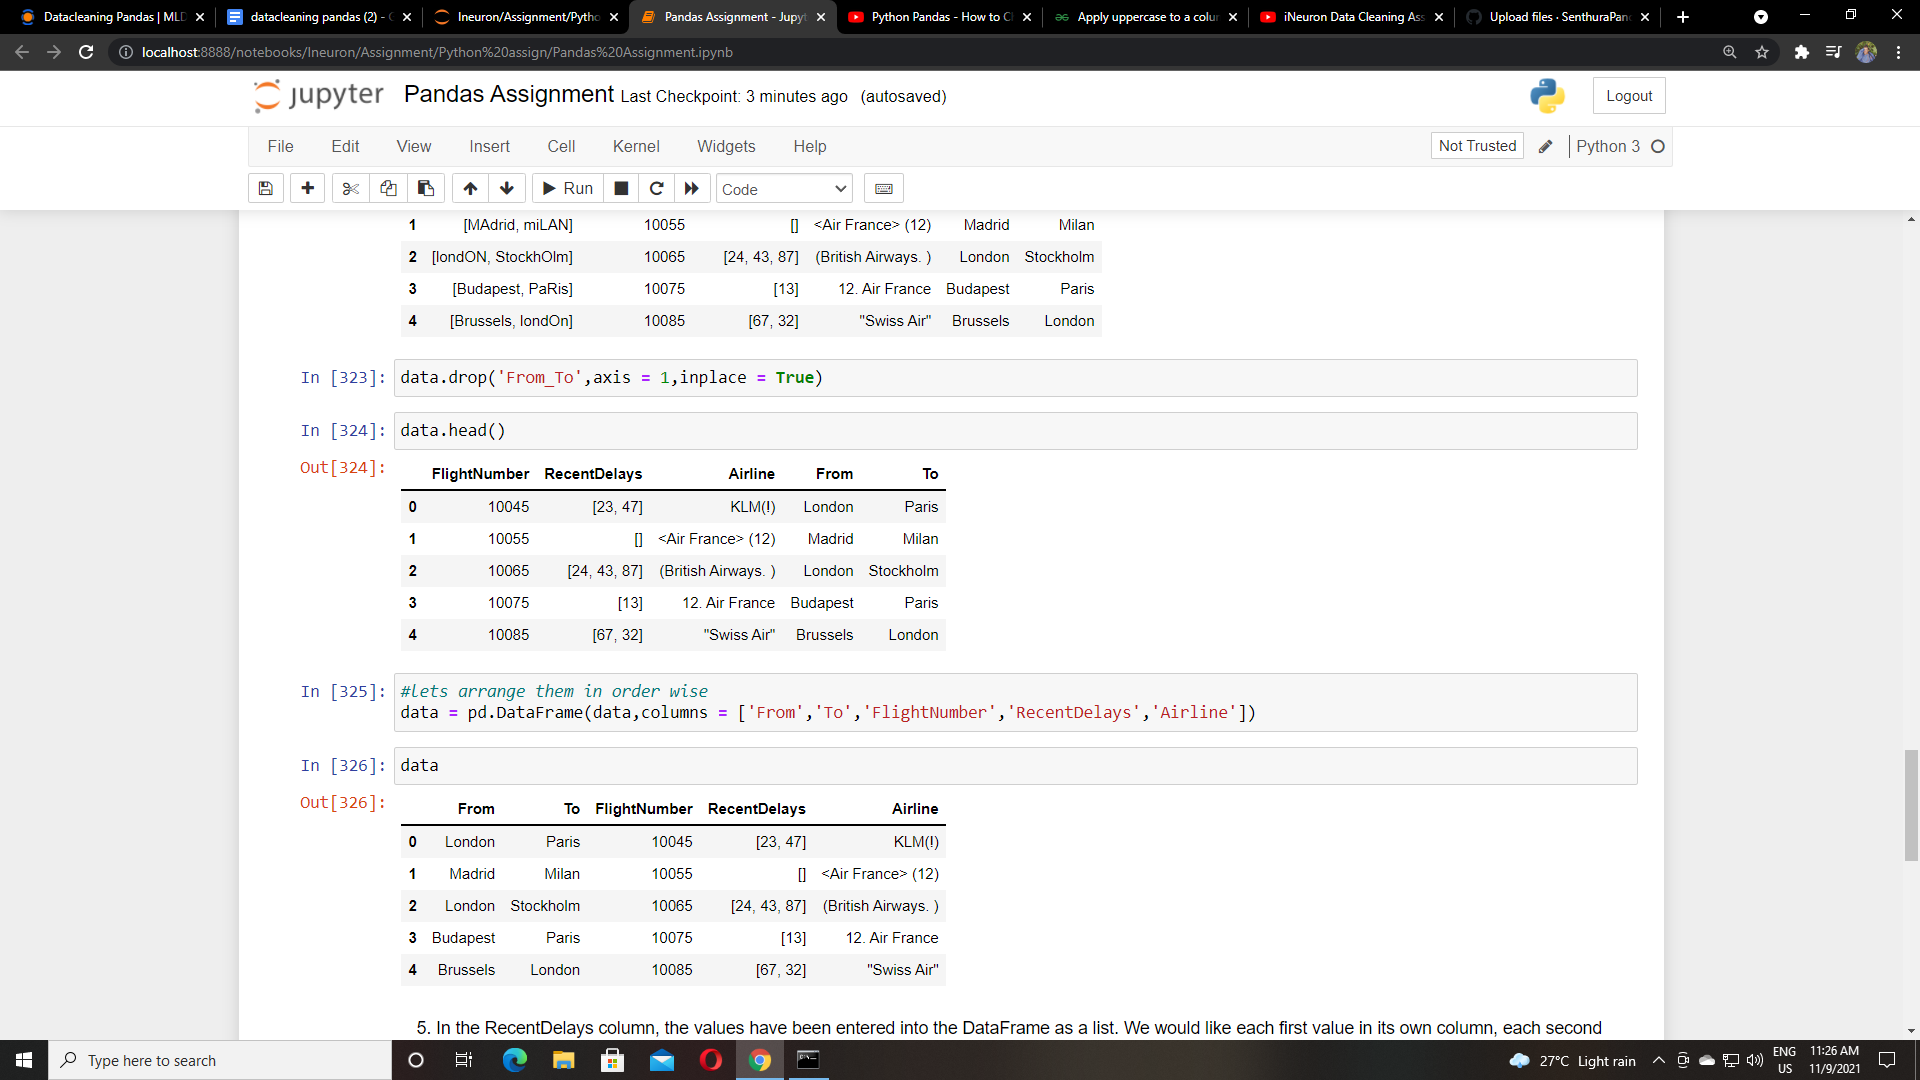 Datacleaning Pandas | MLD
datacleaning pandas (2) -
Ineuron/Assignment/Pytho
Pandas Assignment - Jupyt
Python Pandas - How to Cl
Apply uppercase to a colur
iNeuron Data Cleaning Ass
Upload files · SenthuraPan
localhost:8888/notebooks/Ineuron/Assignment/Python%20assign/Pandas%20Assignment.ipynb
jupyter Pandas Assignment Last Checkpoint: 3 minutes ago (autosaved)
Logout
File Edit View Insert Cell Kernel Widgets Help
Not Trusted
Python 3
Run
Code
1 [MAdrid, miLAN] 10055 [] <Air France> (12) Madrid Milan
2 [londON, StockhOlm] 10065 [24, 43, 87] (British Airways. ) London Stockholm
3 [Budapest, PaRis] 10075 [13] 12. Air France Budapest Paris
4 [Brussels, londOn] 10085 [67, 32] "Swiss Air" Brussels London
In [323]: data.drop('From_To',axis = 1,inplace = True)
In [324]: data.head()
Out[324]:
FlightNumber RecentDelays Airline From To
0 10045 [23, 47] KLM(!) London Paris
1 10055 [] <Air France> (12) Madrid Milan
2 10065 [24, 43, 87] (British Airways. ) London Stockholm
3 10075 [13] 12. Air France Budapest Paris
4 10085 [67, 32] "Swiss Air" Brussels London
In [325]: #lets arrange them in order wise
data = pd.DataFrame(data,columns = ['From','To','FlightNumber','RecentDelays','Airline'])
In [326]: data
Out[326]:
From To FlightNumber RecentDelays Airline
0 London Paris 10045 [23, 47] KLM(!)
1 Madrid Milan 10055 [] <Air France> (12)
2 London Stockholm 10065 [24, 43, 87] (British Airways. )
3 Budapest Paris 10075 [13] 12. Air France
4 Brussels London 10085 [67, 32] "Swiss Air"
5. In the RecentDelays column, the values have been entered into the DataFrame as a list. We would like each first value in its own column, each second
Type here to search
27°C Light rain
ENG
US
11:26 AM
11/9/2021